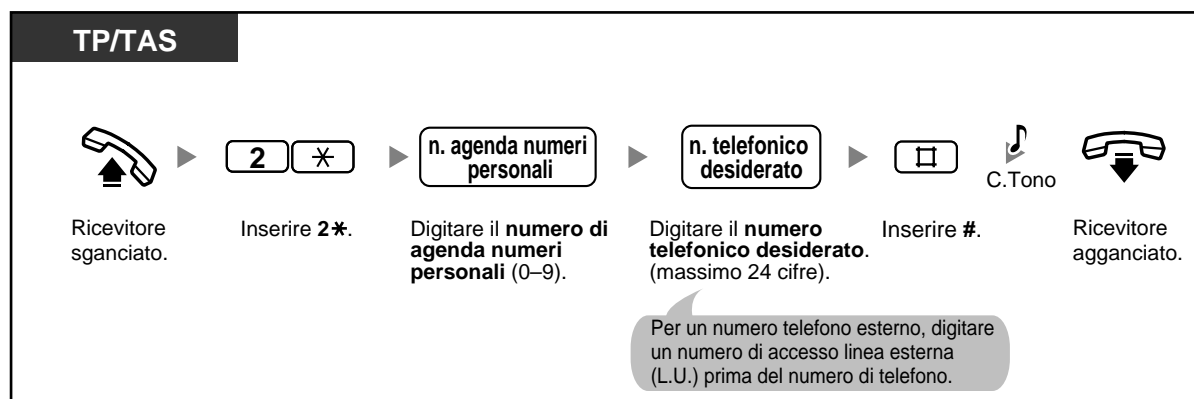 TP/TAS
2 ✳
n. agenda numeri
personali
n. telefonico
desiderato
#
C.Tono
Ricevitore
sganciato.
Inserire 2✳.
Digitare il numero di
agenda numeri
personali (0–9).
Digitare il numero
telefonico desiderato.
(massimo 24 cifre).
Inserire #.
Ricevitore
agganciato.
Per un numero telefono esterno, digitare
un numero di accesso linea esterna
(L.U.) prima del numero di telefono.